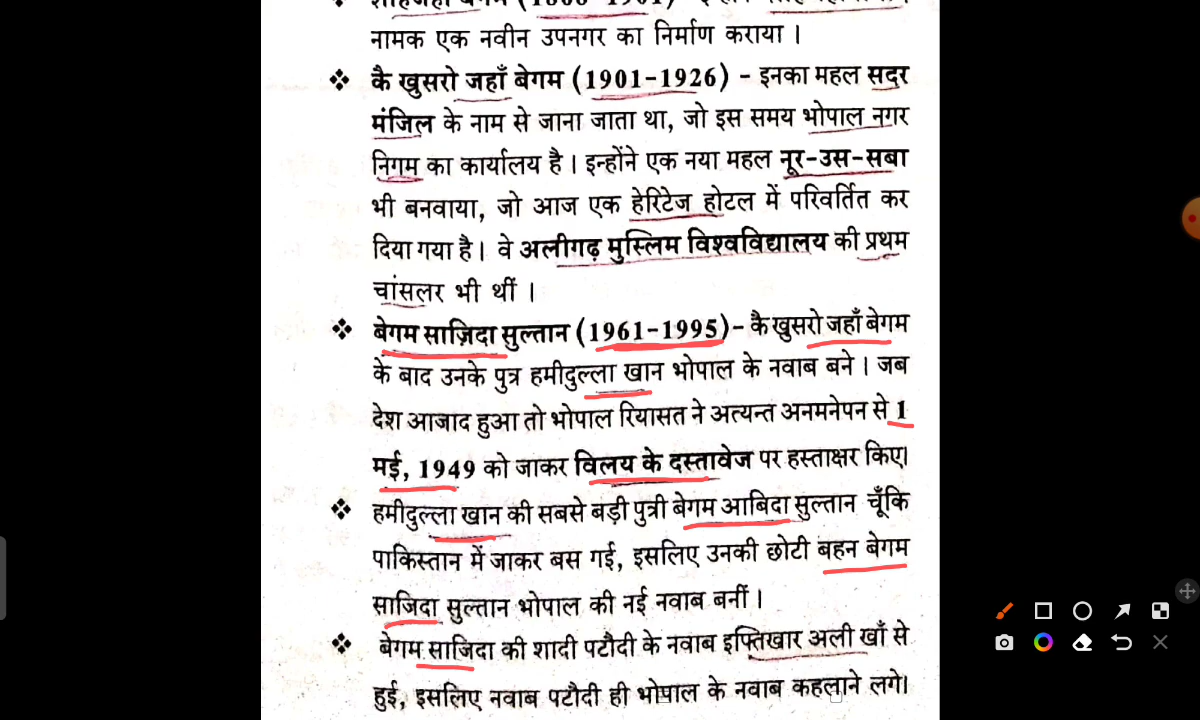 नामक एक नवीन उपनगर का निर्माण कराया ।
❖ कै खुसरो जहाँ बेगम (1901-1926) - इनका महल सदर
मंजिल के नाम से जाना जाता था, जो इस समय भोपाल नगर
निगम का कार्यालय है । इन्होंने एक नया महल नूर-उस-सबा
भी बनवाया, जो आज एक हेरिटेज होटल में परिवर्तित कर
दिया गया है । वे अलीगढ़ मुस्लिम विश्वविद्यालय की प्रथम
चांसलर भी थीं ।
❖ बेगम साज़िदा सुल्तान (1961-1995)- कै खुसरो जहाँ बेगम
के बाद उनके पुत्र हमीदुल्ला खान भोपाल के नवाब बने । जब
देश आजाद हुआ तो भोपाल रियासत ने अत्यन्त अनमनेपन से 1
मई, 1949 को जाकर विलय के दस्तावेज पर हस्ताक्षर किए।
❖ हमीदुल्ला खान की सबसे बड़ी पुत्री बेगम आबिदा सुल्तान चूँकि
पाकिस्तान में जाकर बस गई, इसलिए उनकी छोटी बहन बेगम
साजिदा सुल्तान भोपाल की नई नवाब बनीं ।
❖ बेगम साजिदा की शादी पटौदी के नवाब इफ्तिखार अली खाँ से
हुई, इसलिए नवाब पटौदी ही भोपाल के नवाब कहलाने लगे।